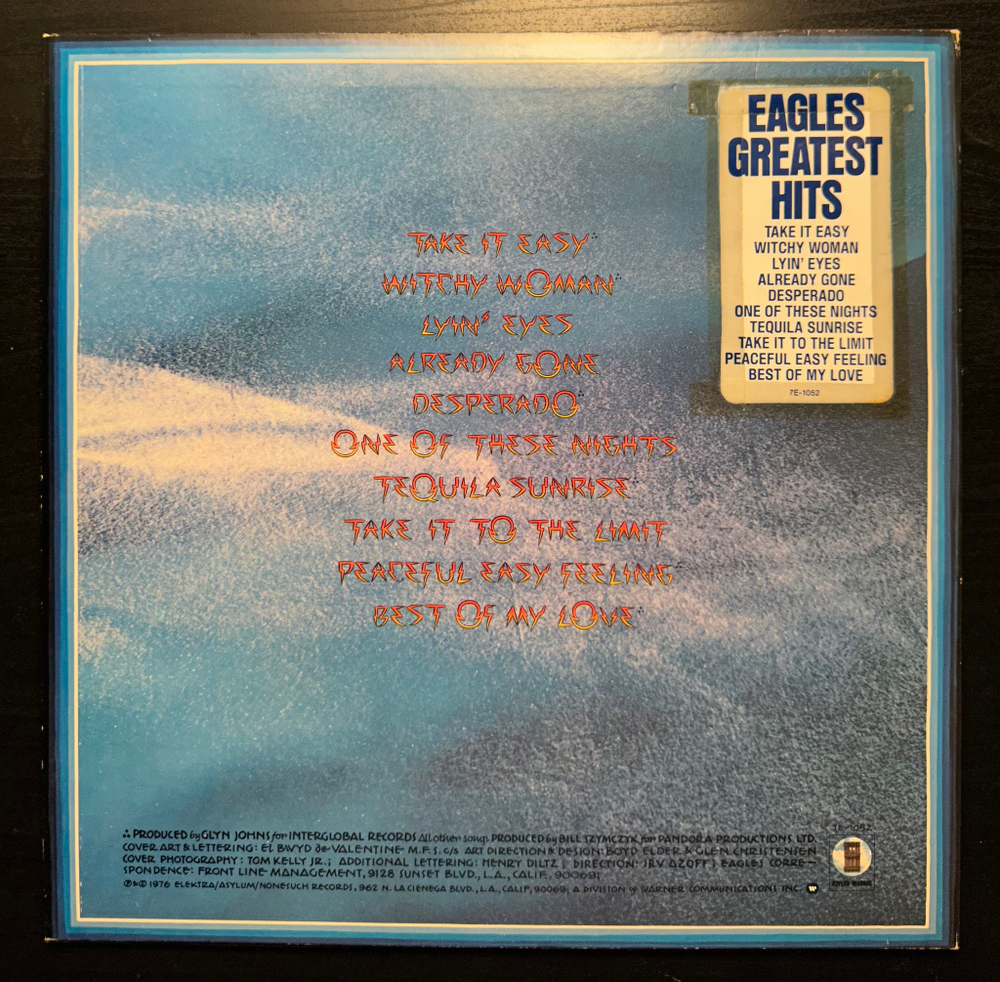 EAGLES
GREATEST
HITS
TAKE IT EASY
WITCHY WOMAN
LYIN' EYES
ALREADY GONE
DESPERADO
ONE OF THESE NIGHTS
TEQUILA SUNRISE
TAKE IT TO THE LIMIT
PEACEFUL EASY FEELING
BEST OF MY LOVE
7E-1052
TAKE IT EASY∴
WITCHY WOMAN∴
LYIN' EYES
ALREADY GONE
DESPERADO∴
ONE OF THESE NIGHTS
TEQUILA SUNRISE∴
TAKE IT TO THE LIMIT
PEACEFUL EASY FEELING∴
BEST OF MY LOVE∴
∴ PRODUCED by GLYN JOHNS for INTERGLOBAL RECORDS All other songs PRODUCED by BILL SZYMCZYK for PANDORA PRODUCTIONS LTD.
COVER ART & LETTERING: EL BWYD de VALENTINE M.F.S. c/s ART DIRECTION & DESIGN: BOYD ELDER & GLEN CHRISTENSEN
COVER PHOTOGRAPHY: TOM KELLY JR.; ADDITIONAL LETTERING: HENRY DILTZ; DIRECTION: IRV AZOFF; EAGLES CORRE~
SPONDENCE: FRONT LINE MANAGEMENT, 9128 SUNSET BLVD., L.A., CALIF. 90069;
℗&© 1976 ELEKTRA/ASYLUM/NONESUCH RECORDS, 962 N. LA CIENEGA BLVD., L.A., CALIF, 90069; A DIVISION of WARNER COMMUNICATIONS INC.
7E-1052
ASYLUM RECORDS